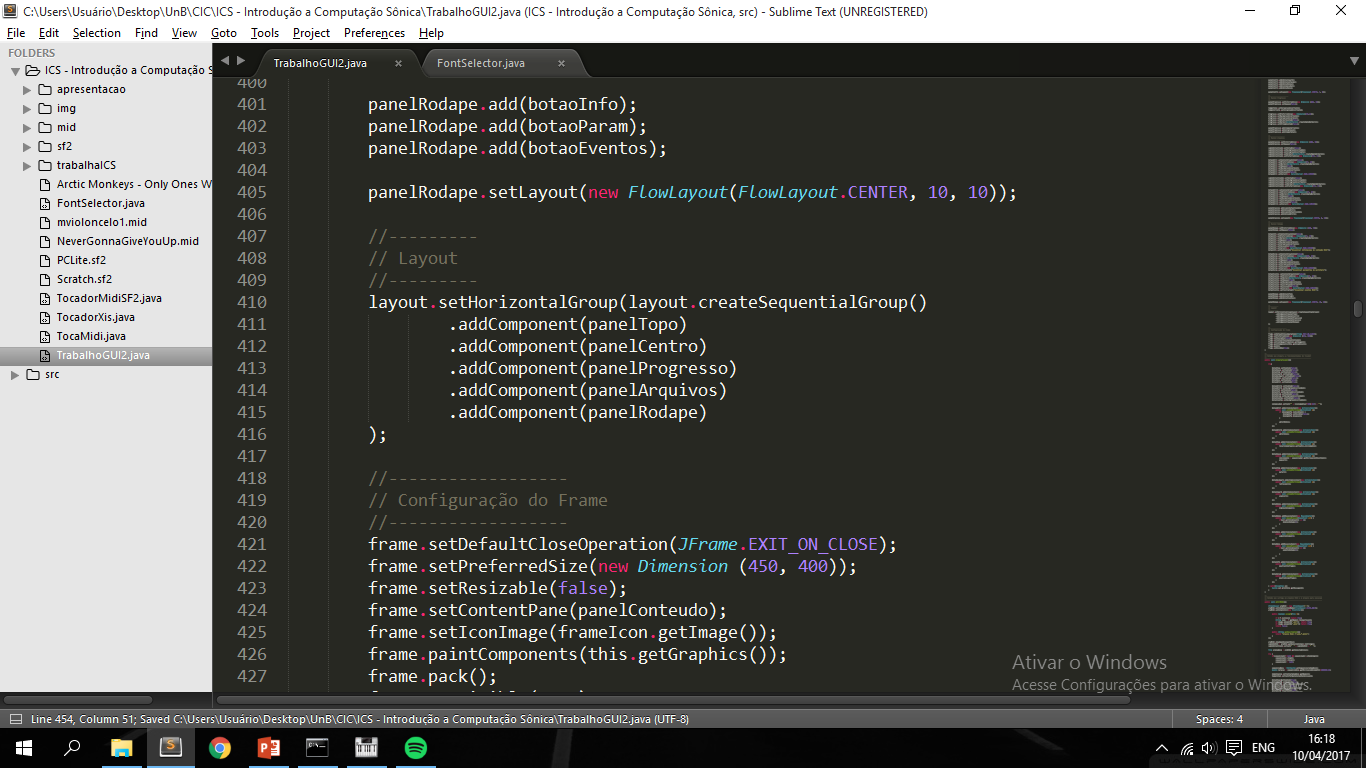 C:\Users\Usuário\Desktop\UnB\CIC\ICS - Introdução a Computação Sônica\TrabalhoGUI2.java (ICS - Introdução a Computação Sônica, src) - Sublime Text (UNREGISTERED)
File Edit Selection Find View Goto Tools Project Preferences Help
FOLDERS
ICS - Introdução a Computação S
apresentacao
img
mid
sf2
trabalhaICS
Arctic Monkeys - Only Ones W
FontSelector.java
mvioloncelo1.mid
NeverGonnaGiveYouUp.mid
PCLite.sf2
Scratch.sf2
TocadorMidiSF2.java
TocadorXis.java
TocaMidi.java
TrabalhoGUI2.java
src
TrabalhoGUI2.java × FontSelector.java ×
400
401 panelRodape.add(botaoInfo);
402 panelRodape.add(botaoParam);
403 panelRodape.add(botaoEventos);
404
405 panelRodape.setLayout(new FlowLayout(FlowLayout.CENTER, 10, 10));
406
407 //---------
408 // Layout
409 //---------
410 layout.setHorizontalGroup(layout.createSequentialGroup()
411 .addComponent(panelTopo)
412 .addComponent(panelCentro)
413 .addComponent(panelProgresso)
414 .addComponent(panelArquivos)
415 .addComponent(panelRodape)
416 );
417
418 //------------------
419 // Configuração do Frame
420 //------------------
421 frame.setDefaultCloseOperation(JFrame.EXIT_ON_CLOSE);
422 frame.setPreferredSize(new Dimension (450, 400));
423 frame.setResizable(false);
424 frame.setContentPane(panelConteudo);
425 frame.setIconImage(frameIcon.getImage());
426 frame.paintComponents(this.getGraphics());
427 frame.pack();
Ativar o Windows
Acesse Configurações para ativar o Windows.
Line 454, Column 51; Saved C:\Users\Usuário\Desktop\UnB\CIC\ICS - Introdução a Computação Sônica\TrabalhoGUI2.java (UTF-8) Spaces: 4 Java
ENG
16:18
10/04/2017